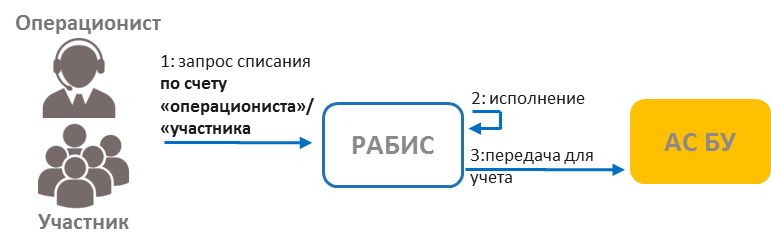 Операционист
1: запрос списания
по счету
«операциониста»/
«участника
РАБИС
2: исполнение
3:передача для
учета
АС БУ
Участник